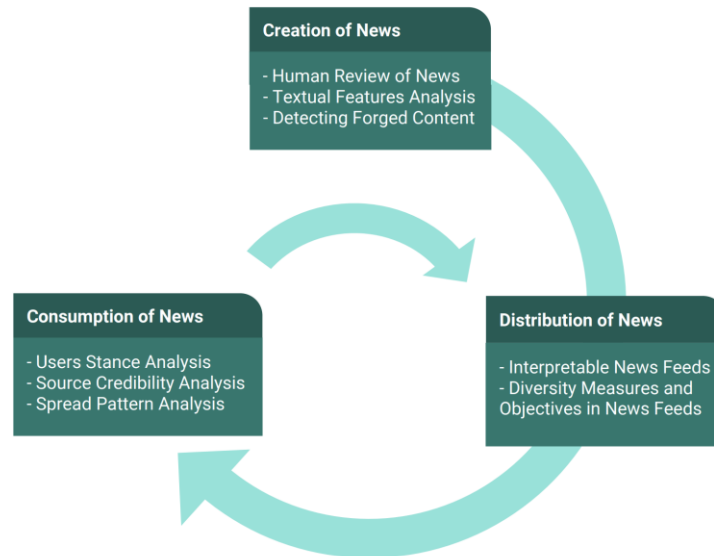 Creation of News
- Human Review of News
- Textual Features Analysis
- Detecting Forged Content
Consumption of News
- Users Stance Analysis
- Source Credibility Analysis
- Spread Pattern Analysis
Distribution of News
- Interpretable News Feeds
- Diversity Measures and
Objectives in News Feeds